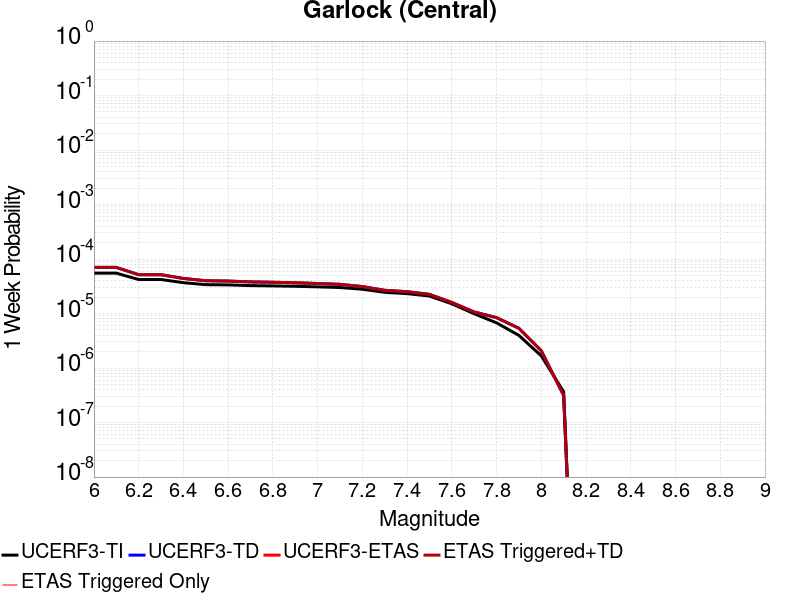 Garlock (Central)
1 Week Probability
10^0
10^-1
10^-2
10^-3
10^-4
10^-5
10^-6
10^-7
10^-8
6 6.2 6.4 6.6 6.8 7 7.2 7.4 7.6 7.8 8 8.2 8.4 8.6 8.8 9
Magnitude
UCERF3-TI UCERF3-TD UCERF3-ETAS ETAS Triggered+TD
ETAS Triggered Only